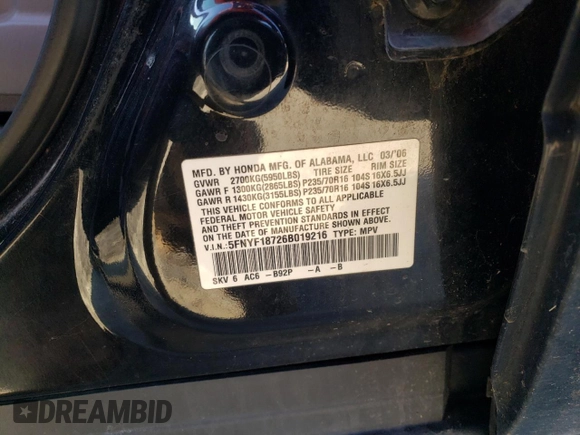 MFD. BY HONDA MFG. OF ALABAMA, LLC 03/'06
GVWR 2700KG(5950LBS) TIRE SIZE RIM SIZE
GAWR F 1300KG(2865LBS) P235/70R16 104S 16X6.5JJ
GAWR R 1430KG(3155LBS) P235/70R16 104S 16X6.5JJ
THIS VEHICLE CONFORMS TO ALL APPLICABLE
FEDERAL MOTOR VEHICLE SAFETY, BUMPER,
AND THEFT PREVENTION STANDARDS IN EFFECT
ON THE DATE OF MANUFACTURE SHOWN ABOVE.
V.I.N.:5FNYF18726B019216 TYPE: MPV
SKV 6 AC6 -B92P -A -B
DREAMBID